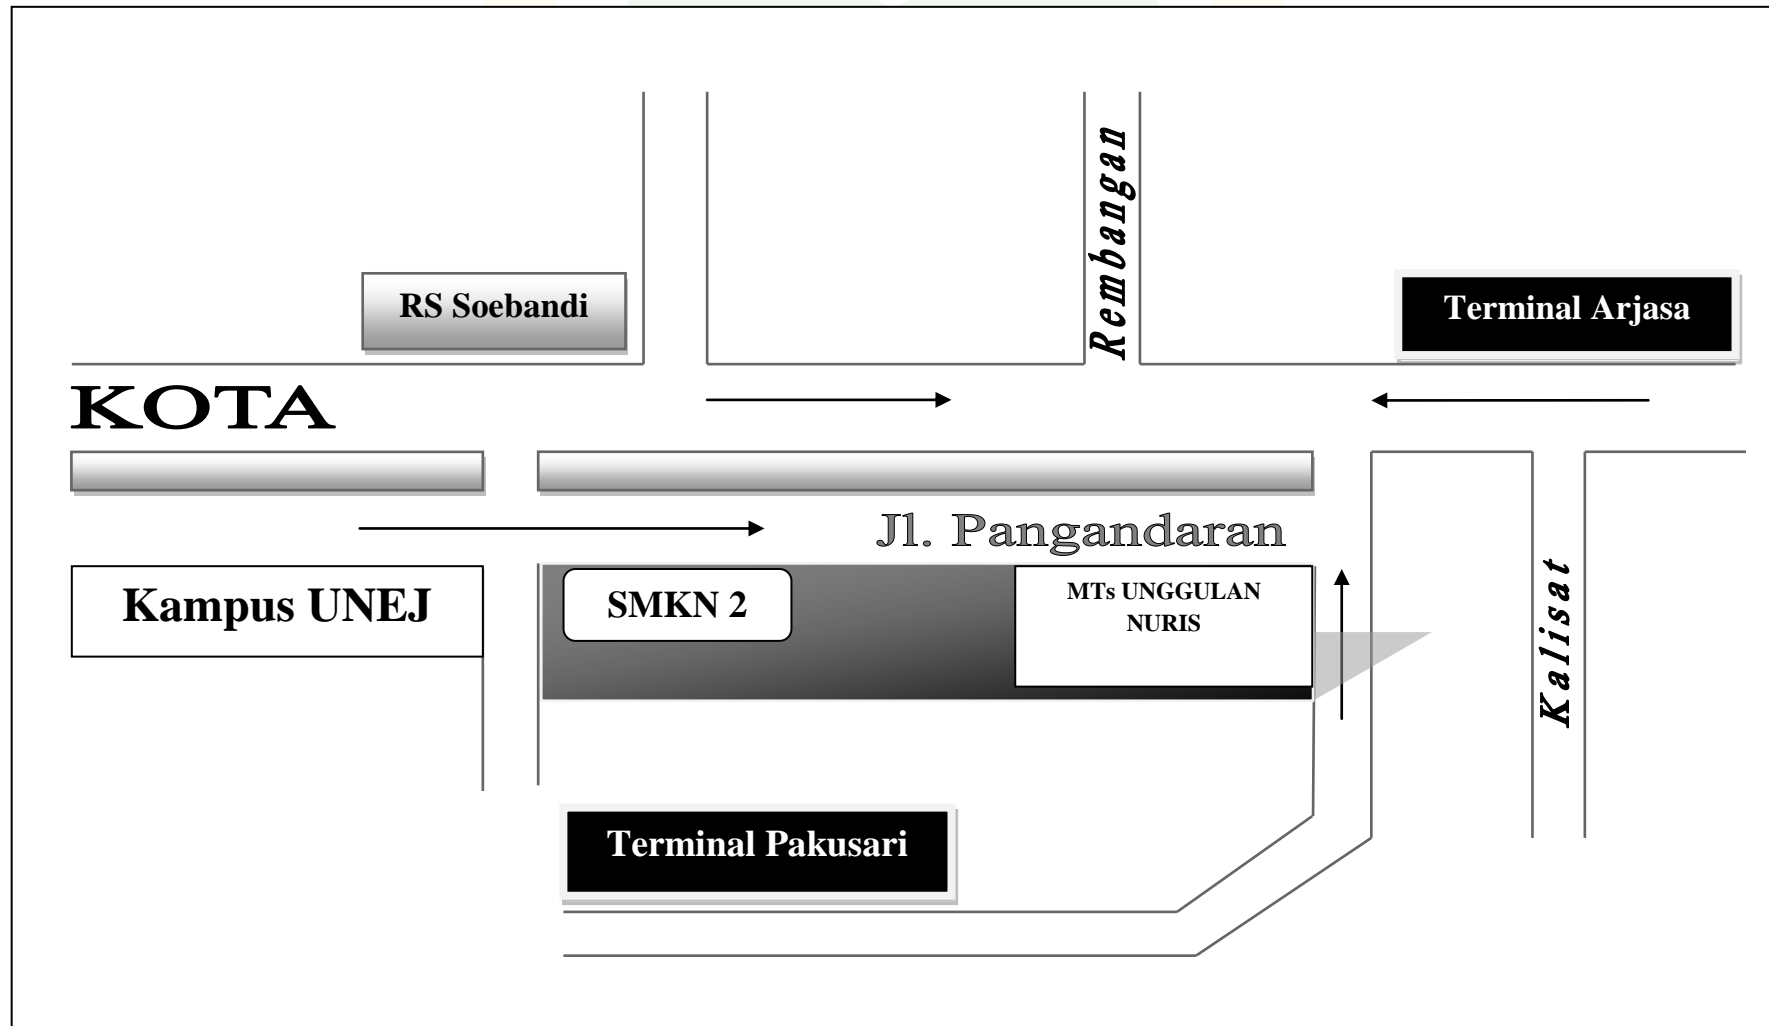 Rembangan
RS Soebandi
Terminal Arjasa
KOTA
Jl. Pangandaran
Kampus UNEJ
SMKN 2
MTs UNGGULAN
NURIS
Kalisat
Terminal Pakusari